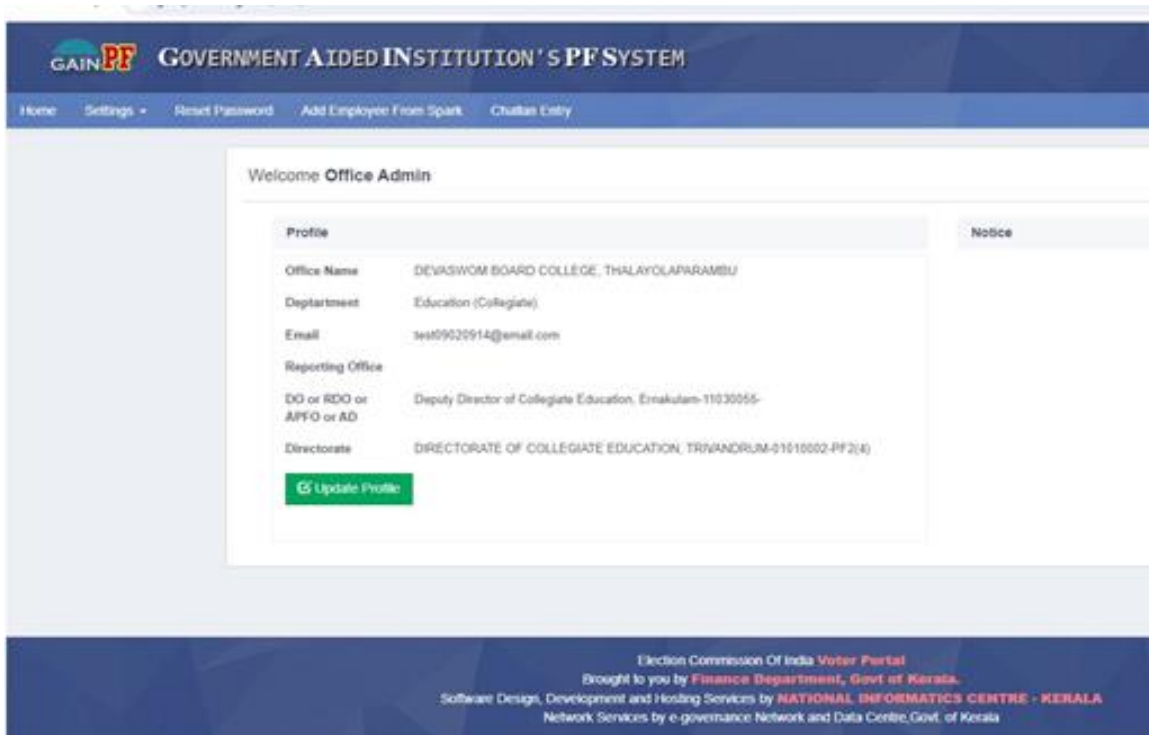 GAIN PF GOVERNMENT AIDED INSTITUTION'S PF SYSTEM
Home Settings Reset Password Add Employee From Spark Challan Entry
Welcome Office Admin
Profile Notice
Office Name DEVASWOM BOARD COLLEGE, THALAYOLAPARAMBU
Deptartment Education (Collegiate)
Email test09020914@email.com
Reporting Office
DO or RDO or Deputy Director of Collegiate Education, Ernakulam-11030055-
APFO or AD
Directorate DIRECTORATE OF COLLEGIATE EDUCATION, TRIVANDRUM-01010002-PF2(4)
Update Profile
Election Commission Of India Voter Portal
Brought to you by Finance Department, Govt of Kerala.
Software Design, Development and Hosting Services by NATIONAL INFORMATICS CENTRE - KERALA
Network Services by e-governance Network and Data Centre,Govt. of Kerala